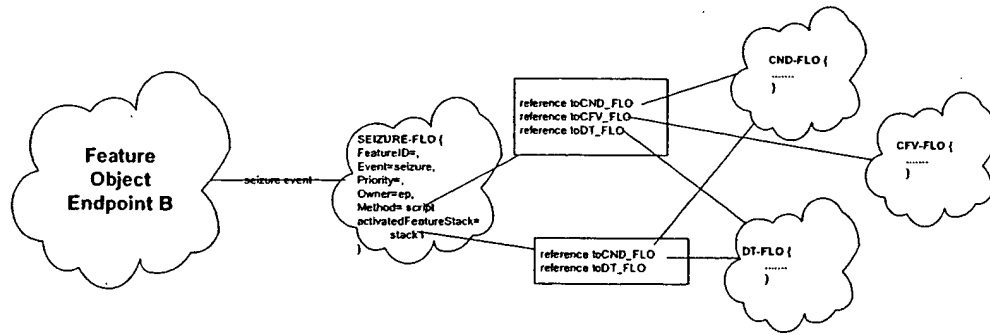 Feature
Object
Endpoint B
seizure event
SEIZURE-FLO {
FeatureID=,
Event=seizure,
Priority=,
Owner=ep,
Method= script
activatedFeatureStack=
stack1
}
reference toCND_FLO
reference toCFV_FLO
reference toDT_FLO
reference toCND_FLO
reference toDT_FLO
CND-FLO {
.......
}
CFV-FLO {
.......
}
DT-FLO {
.......
}